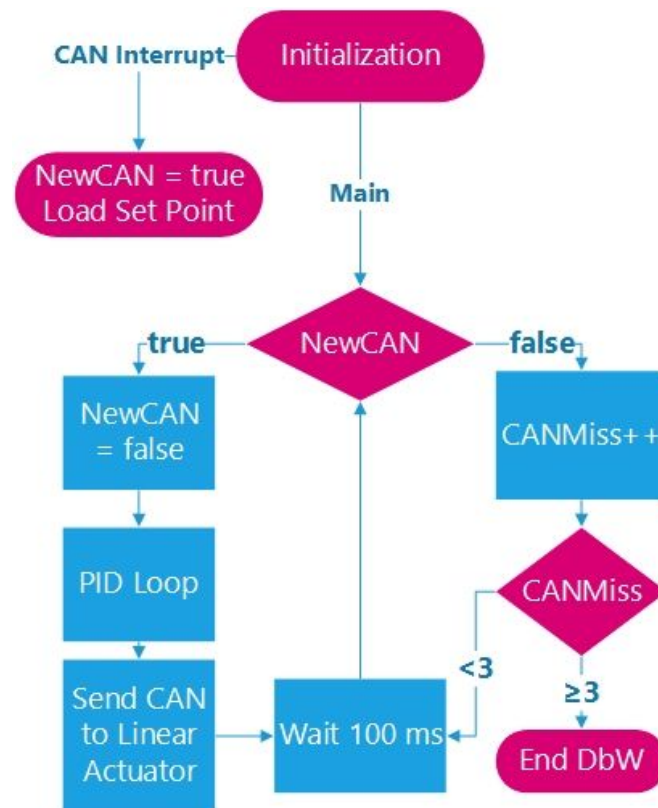 CAN Interrupt
Initialization
NewCAN = true
Load Set Point
Main
NewCAN
true
false
NewCAN
= false
CANMiss++
PID Loop
CANMiss
Send CAN
to Linear
Actuator
Wait 100 ms
<3
≥3
End DbW